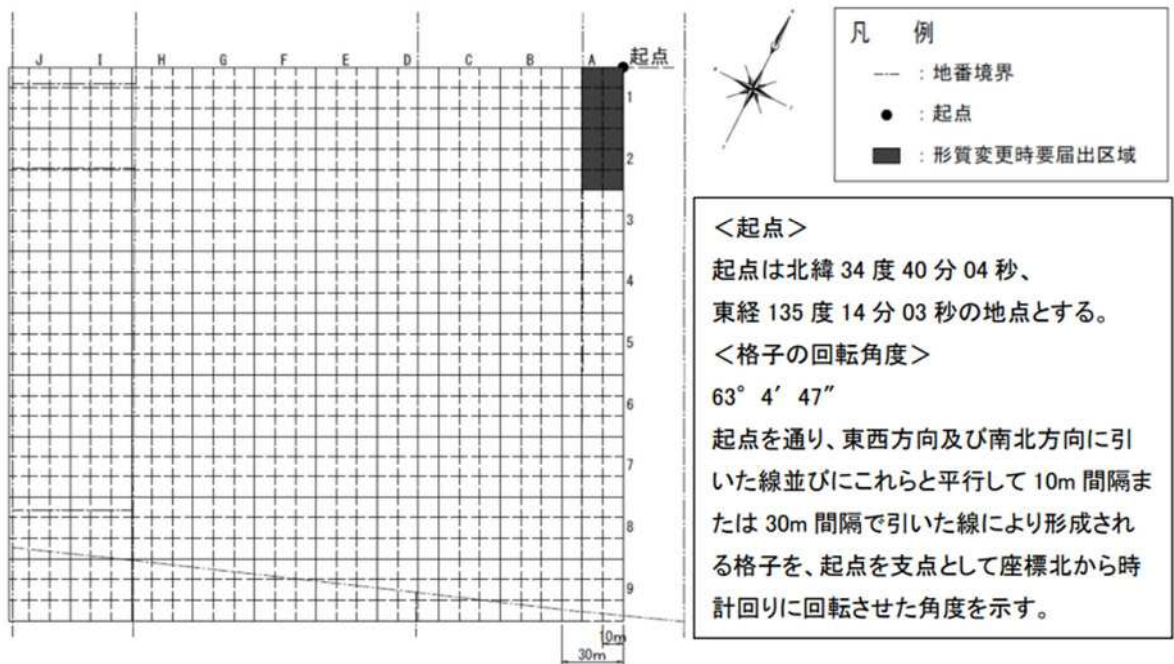 J I H G F E D C B A 起点
1
2
3
4
5
6
7
8
9
10m
30m
凡 例
：地番境界
：起点
：形質変更時要届出区域
＜起点＞
起点は北緯 34 度 40 分 04 秒、
東経 135 度 14 分 03 秒の地点とする。
＜格子の回転角度＞
63° 4′ 47″
起点を通り、東西方向及び南北方向に引
いた線並びにこれらと平行して 10m 間隔ま
たは 30m 間隔で引いた線により形成され
る格子を、起点を支点として座標北から時
計回りに回転させた角度を示す。